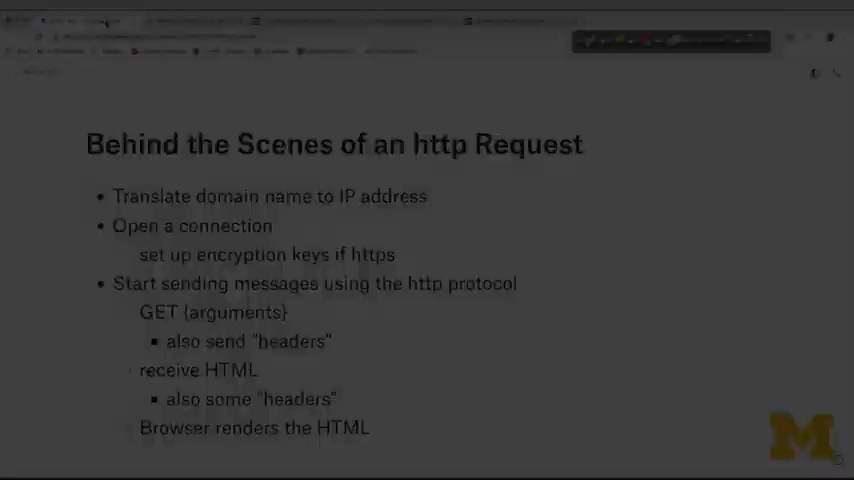 Behind the Scenes of an http Request
Translate domain name to IP address
Open a connection
set up encryption keys if https
Start sending messages using the http protocol
GET {arguments}
also send "headers"
receive HTML
also some "headers"
Browser renders the HTML
M